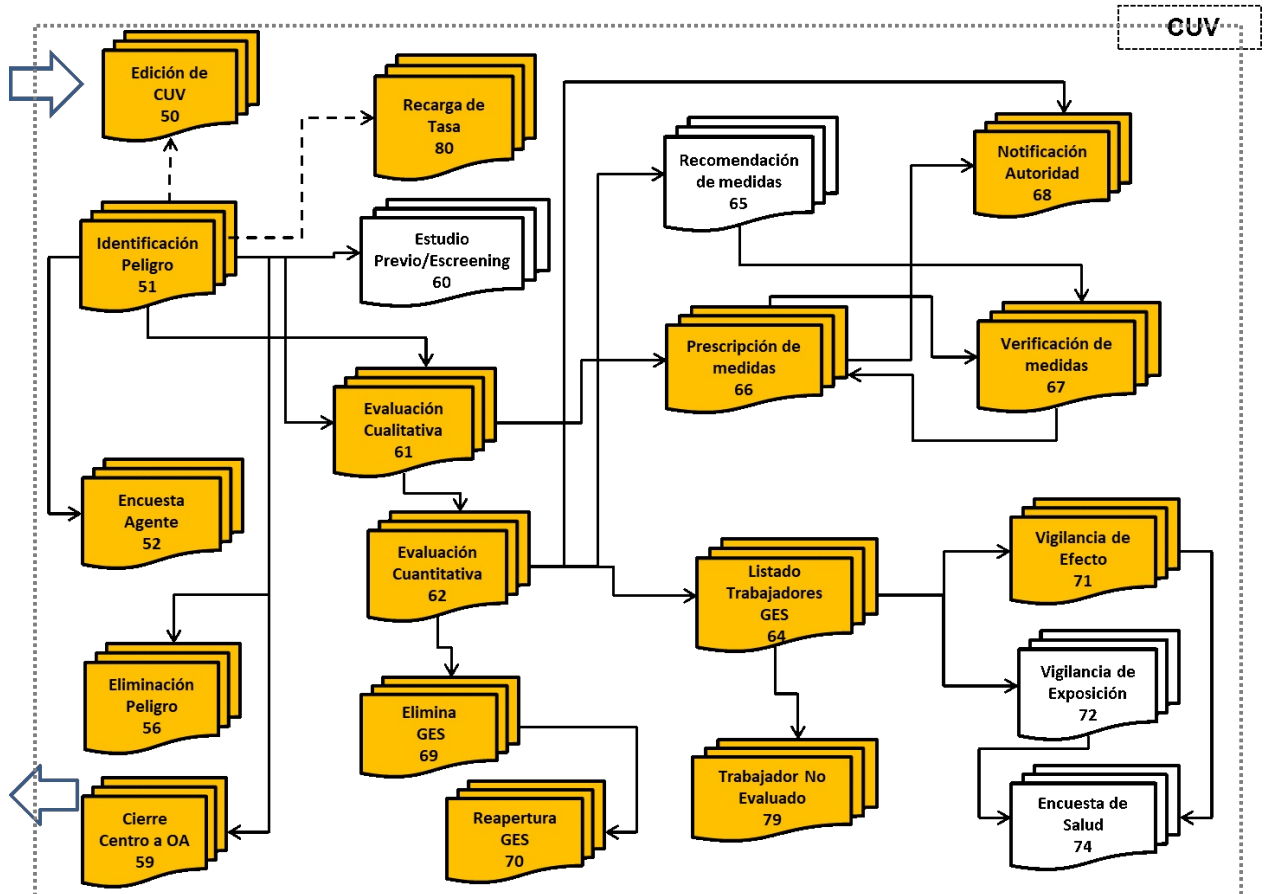 CUV
Edición de
CUV
50
Recarga de
Tasa
80
Recomendación
de medidas
65
Notificación
Autoridad
68
Identificación
Peligro
51
Estudio
Previo/Escreening
60
Prescripción de
medidas
66
Verificación de
medidas
67
Evaluación
Cualitativa
61
Encuesta
Agente
52
Evaluación
Cuantitativa
62
Listado
Trabajadores
GES
64
Vigilancia de
Efecto
71
Eliminación
Peligro
56
Elimina
GES
69
Vigilancia de
Exposición
72
Trabajador No
Evaluado
79
Cierre
Centro a OA
59
Reapertura
GES
70
Encuesta de
Salud
74